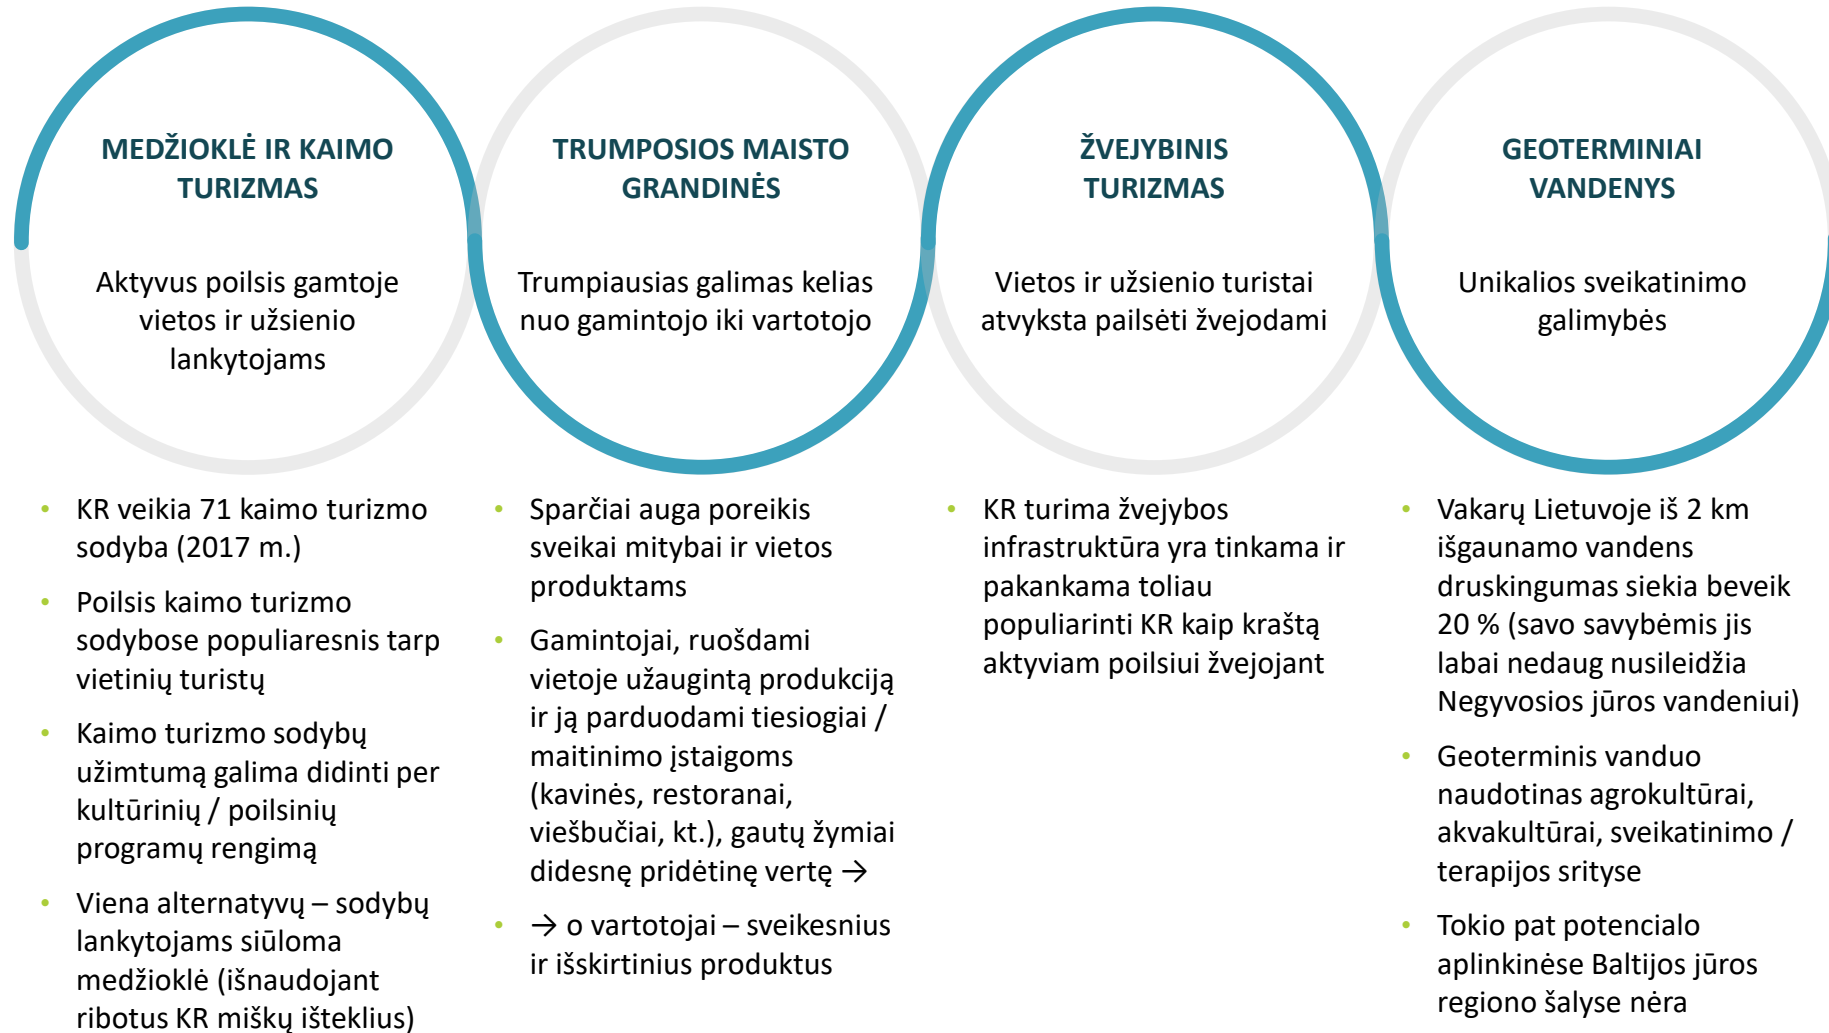 MEDŽIOKLĖ IR KAIMO
TURIZMAS
Aktyvus poilsis gamtoje
vietos ir užsienio
lankytojams
• KR veikia 71 kaimo turizmo
sodyba (2017 m.)
• Poilsis kaimo turizmo
sodybose populiaresnis tarp
vietinių turistų
• Kaimo turizmo sodybų
užimtumą galima didinti per
kultūrinių / poilsinių
programų rengimą
• Viena alternatyvų – sodybų
lankytojams siūloma
medžioklė (išnaudojant
ribotus KR miškų išteklius)
TRUMPOSIOS MAISTO
GRANDINĖS
Trumpiausias galimas kelias
nuo gamintojo iki vartotojo
• Sparčiai auga poreikis
sveikai mitybai ir vietos
produktams
• Gamintojai, ruošdami
vietoje užaugintą produkciją
ir ją parduodami tiesiogiai /
maitinimo įstaigoms
(kavinės, restoranai,
viešbučiai, kt.), gautų žymiai
didesnę pridėtinę vertę →
• → o vartotojai – sveikesnius
ir išskirtinius produktus
ŽVEJYBINIS
TURIZMAS
Vietos ir užsienio turistai
atvyksta pailsėti žvejodami
• KR turima žvejybos
infrastruktūra yra tinkama ir
pakankama toliau
populiarinti KR kaip kraštą
aktyviam poilsiui žvejojant
GEOTERMINIAI
VANDENYS
Unikalios sveikatinimo
galimybės
• Vakarų Lietuvoje iš 2 km
išgaunamo vandens
druskingumas siekia beveik
20 % (savo savybėmis jis
labai nedaug nusileidžia
Negyvosios jūros vandeniui)
• Geoterminis vanduo
naudotinas agrokultūrai,
akvakultūrai, sveikatinimo /
terapijos srityse
• Tokio pat potencialo
aplinkinėse Baltijos jūros
regiono šalyse nėra